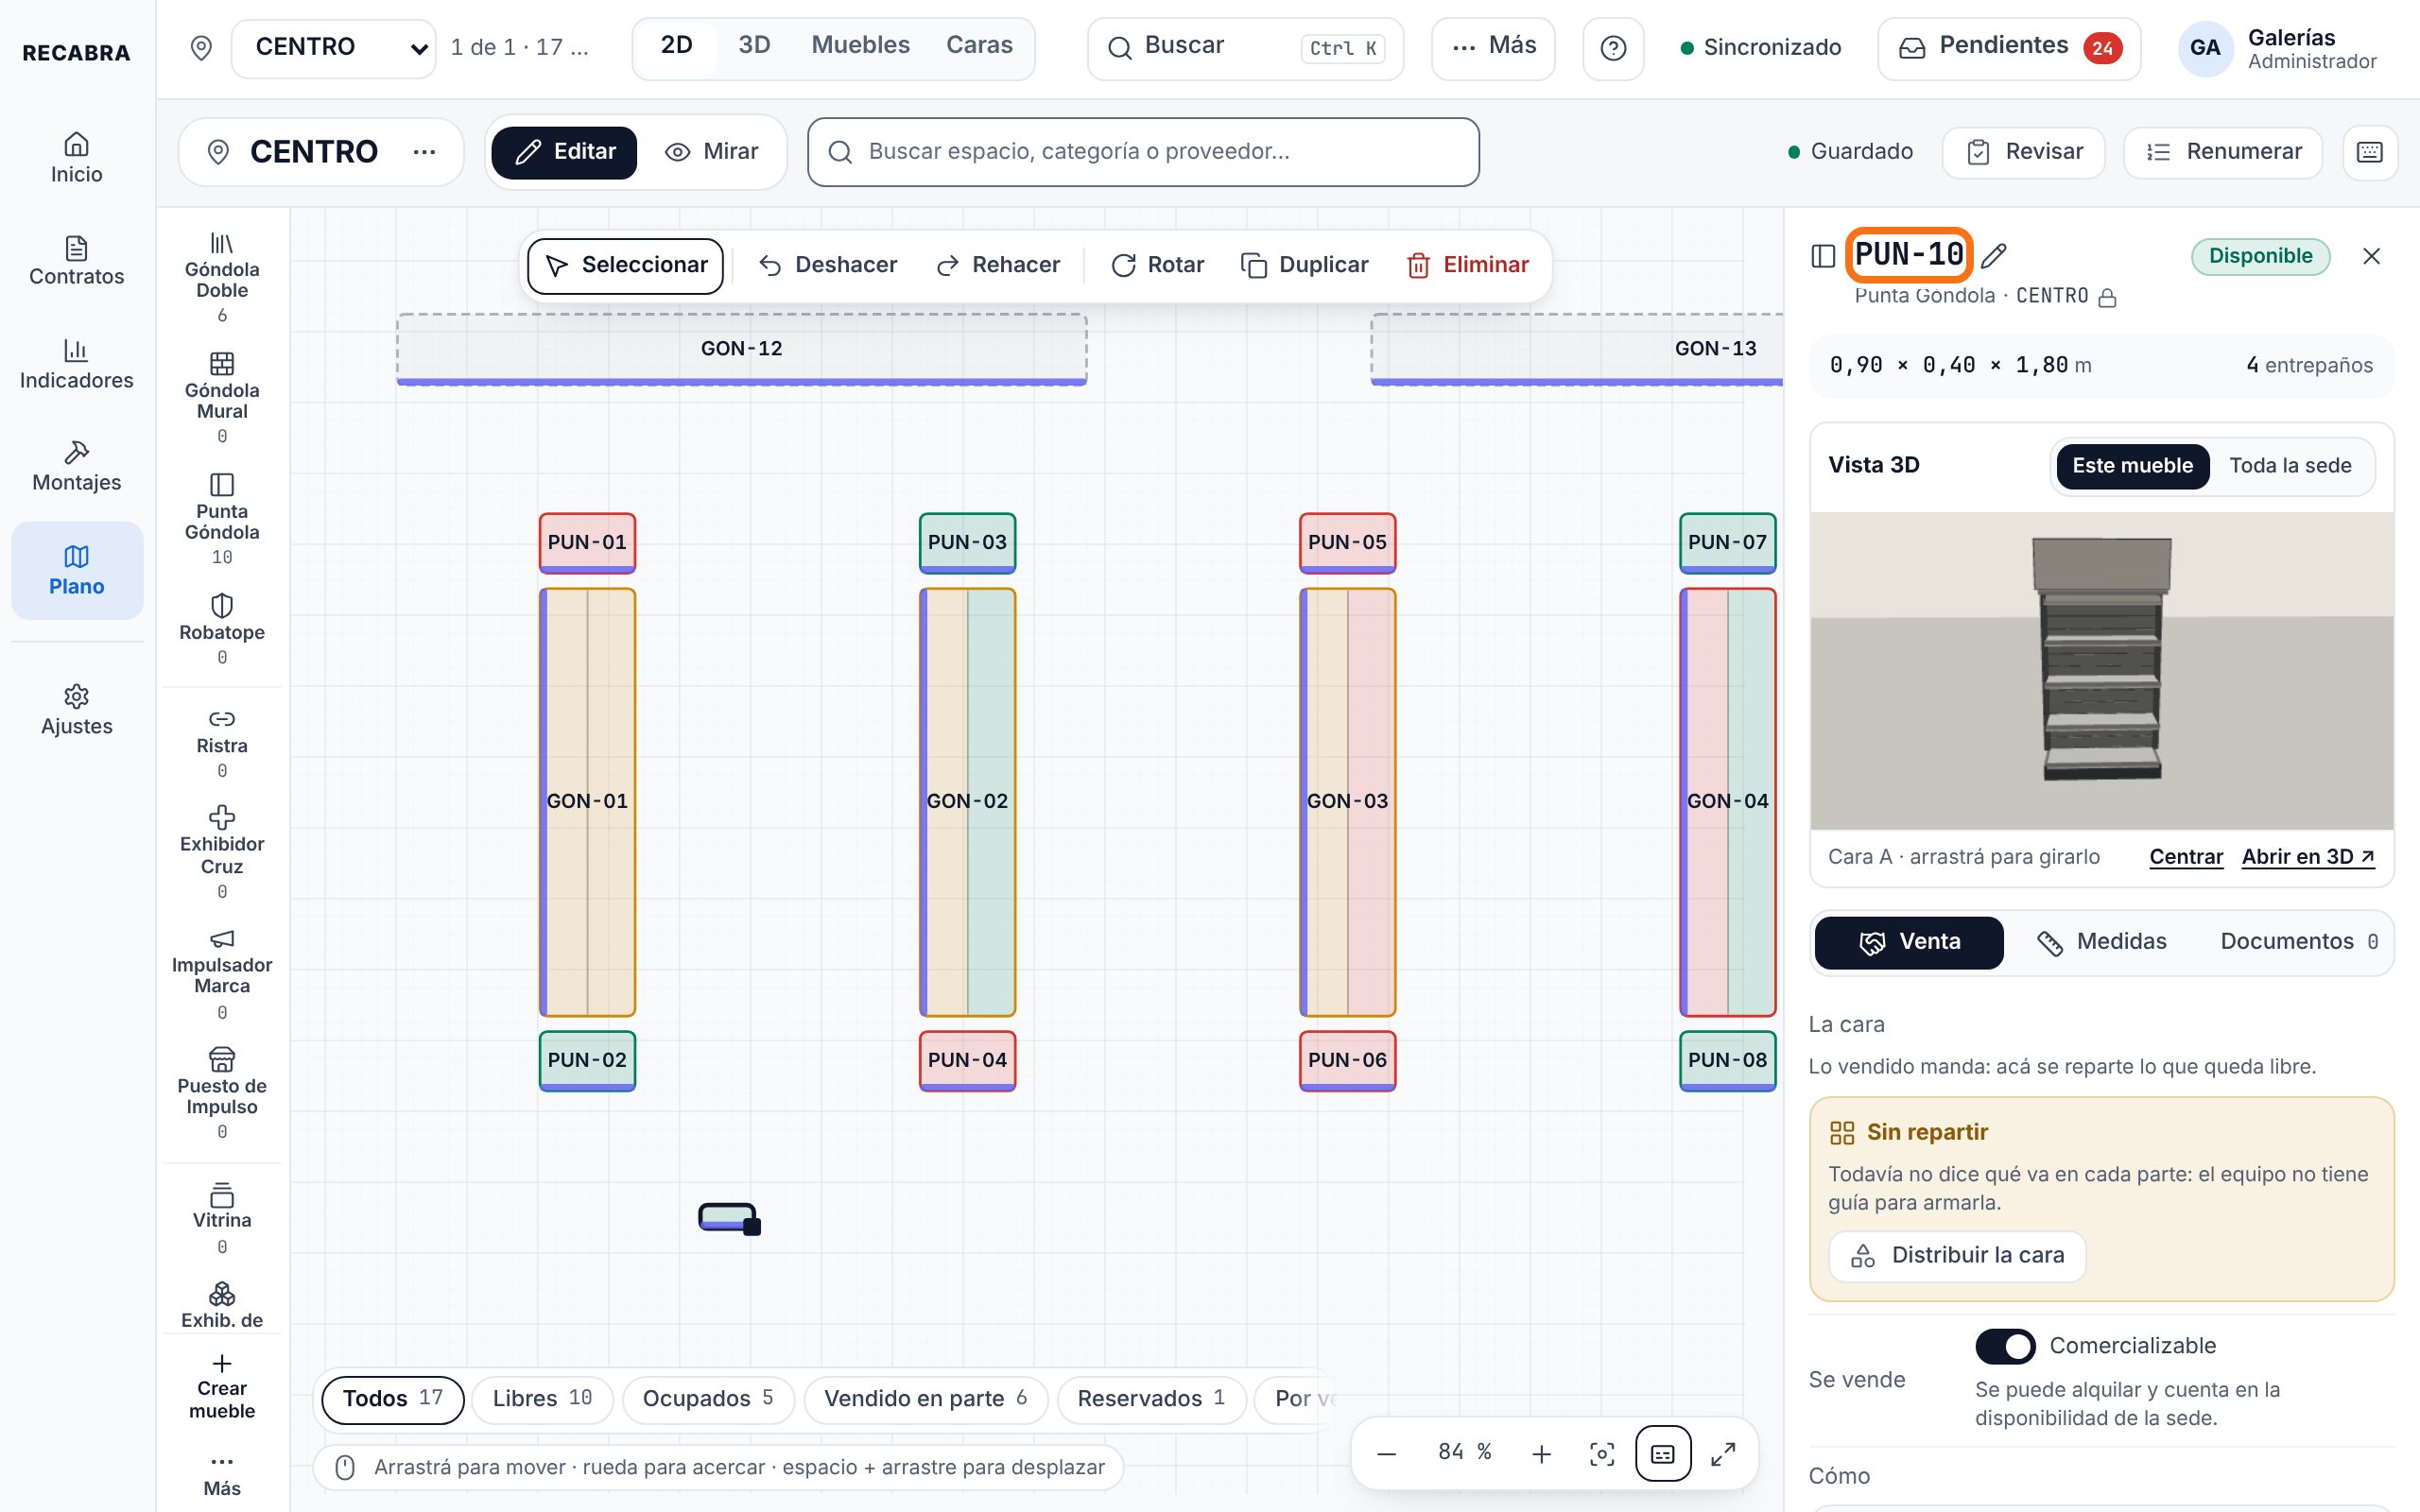 RECABRA
CENTRO
1 de 1 · 17 ...
2D
3D
Muebles
Caras
Buscar
Ctrl K
Más
Sincronizado
Pendientes
24
GA
Galerías
Administrador
Inicio
Contratos
Indicadores
Montajes
Plano
Ajustes
CENTRO
Editar
Mirar
Buscar espacio, categoría o proveedor...
Guardado
Revisar
Renumerar
Góndola
Doble
6
Góndola
Mural
0
Punta
Góndola
10
Robatope
0
Ristra
0
Exhibidor
Cruz
0
Impulsador
Marca
0
Puesto de
Impulso
0
Vitrina
0
Exhib. de
Crear
mueble
Más
Seleccionar
Deshacer
Rehacer
Rotar
Duplicar
Eliminar
GON-12
GON-13
PUN-01
PUN-03
PUN-05
PUN-07
GON-01
GON-02
GON-03
GON-04
PUN-02
PUN-04
PUN-06
PUN-08
Todos 17
Libres 10
Ocupados 5
Vendido en parte 6
Reservados 1
Por
Arrastrá para mover · rueda para acercar · espacio + arrastre para desplazar
84 %
PUN-10
Disponible
Punta Góndola · CENTRO
0,90 × 0,40 × 1,80 m
4 entrepaños
Vista 3D
Este mueble
Toda la sede
Cara A · arrastrá para girarlo
Centrar
Abrir en 3D
Venta
Medidas
Documentos 0
La cara
Lo vendido manda: acá se reparte lo que queda libre.
Sin repartir
Todavía no dice qué va en cada parte: el equipo no tiene
guía para armarla.
Distribuir la cara
Se vende
Comercializable
Se puede alquilar y cuenta en la
disponibilidad de la sede.
Cómo